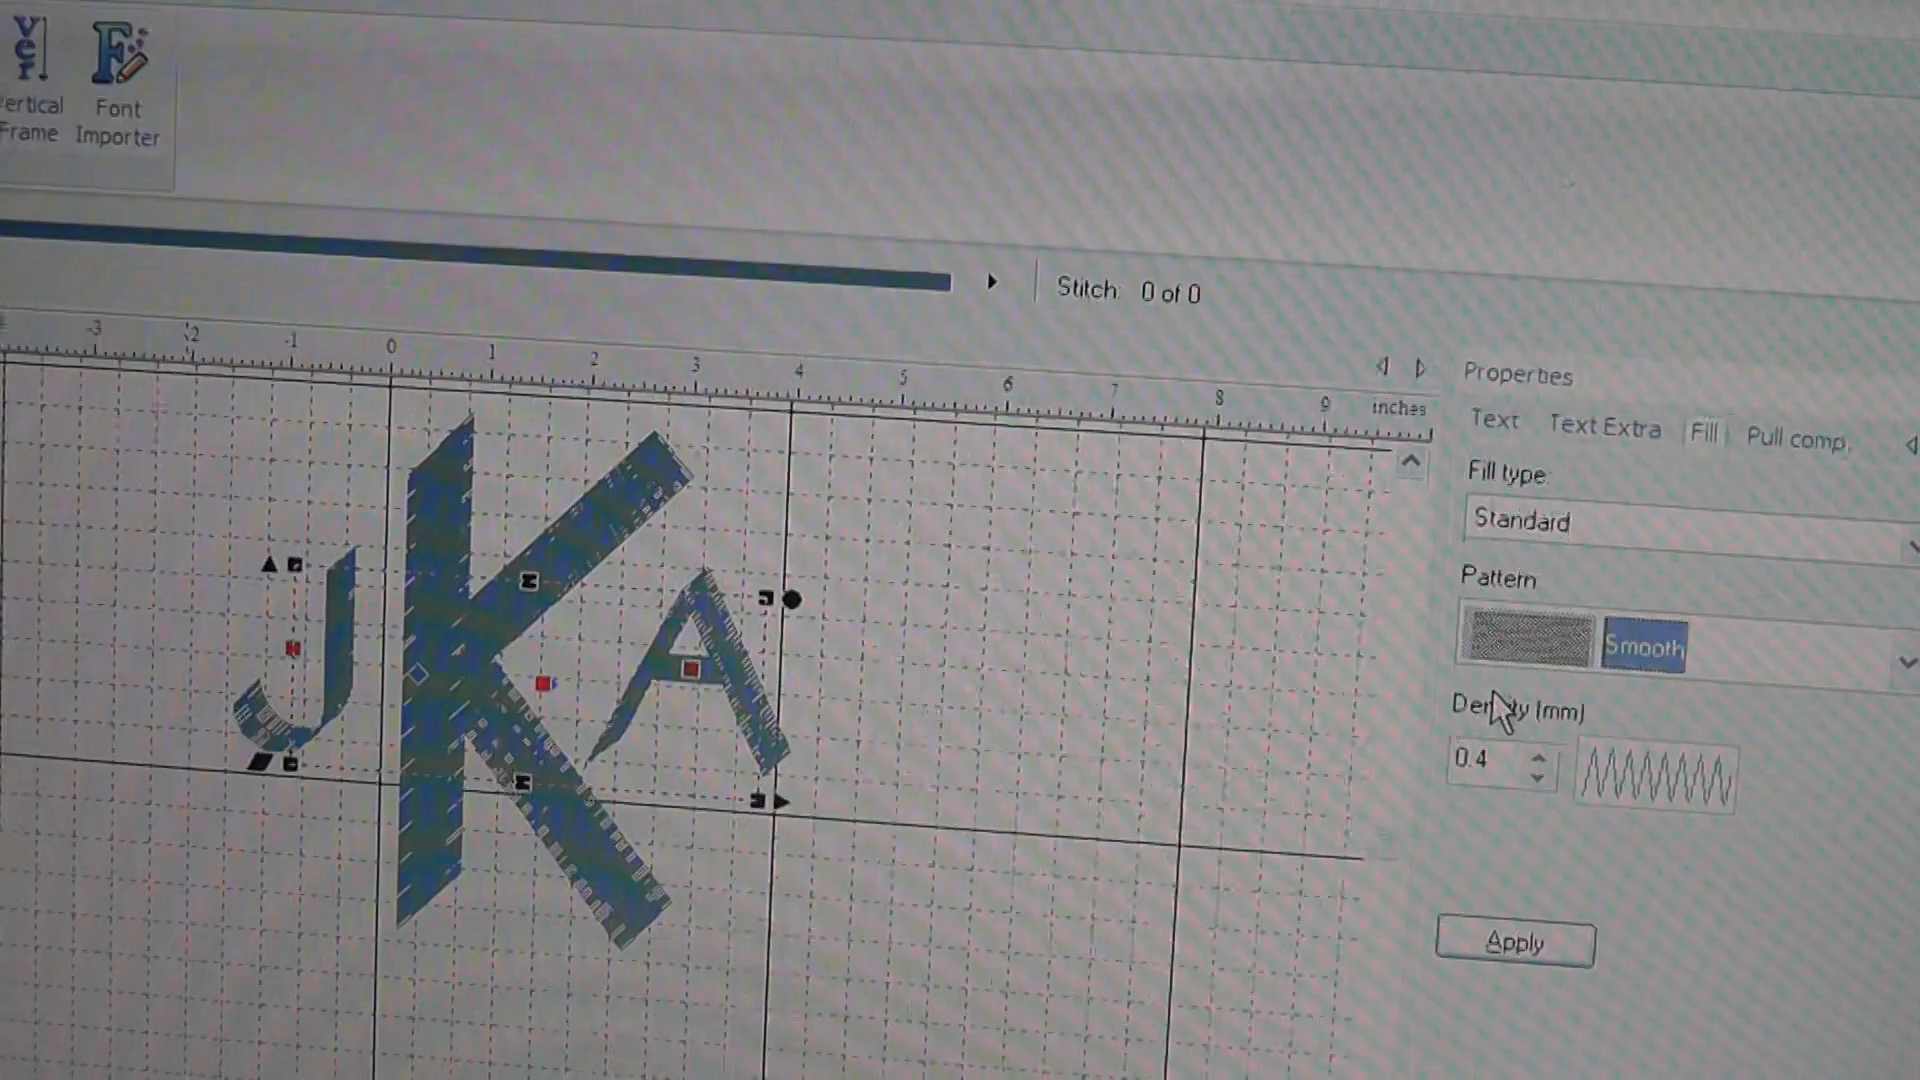 Vertical Frame
Font Importer
Stitch: 0 of 0
-3 -2 -1 0 1 2 3 4 5 6 7 8 9 inches
Properties
Text Text Extra Fill Pull comp.
Fill type:
Standard
Pattern
Smooth
Density (mm)
0.4
Apply
JKA